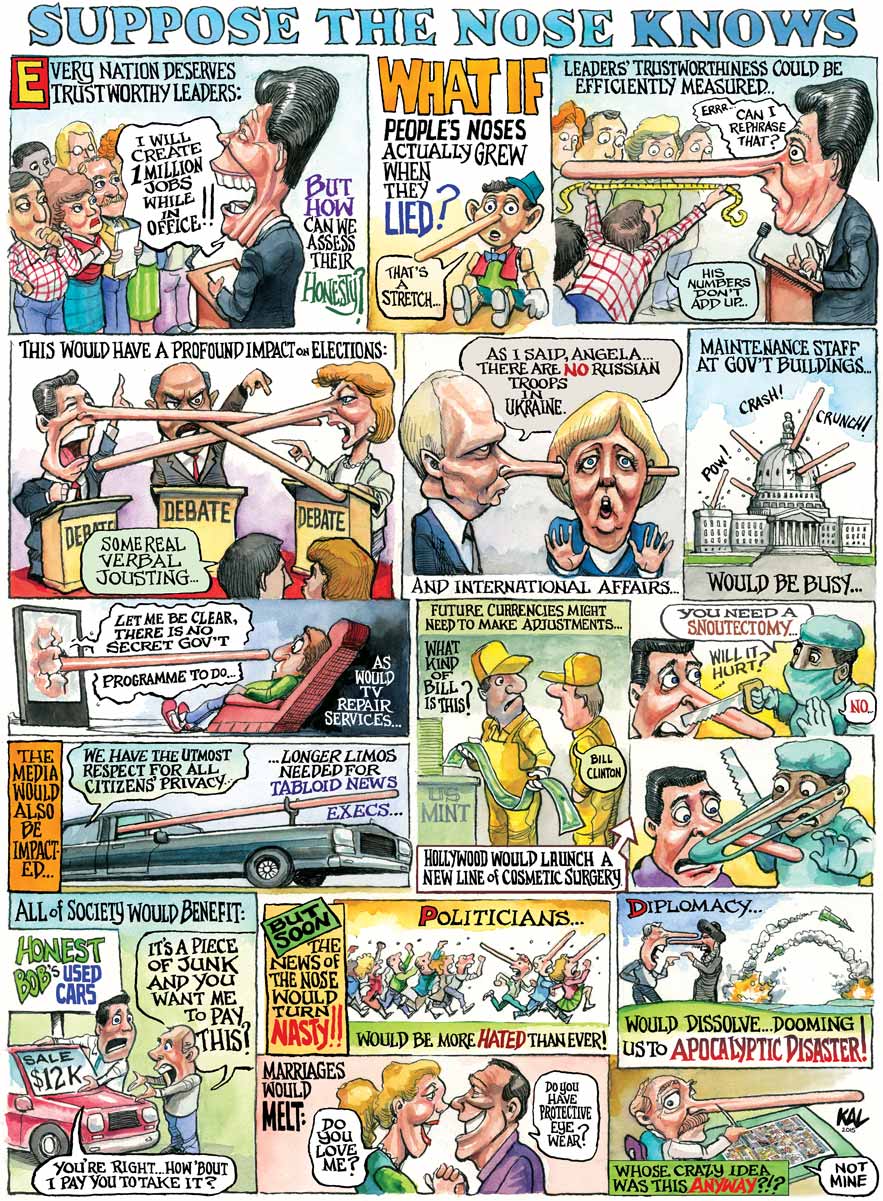 SUPPOSE THE NOSE KNOWS
EVERY NATION DESERVES
TRUSTWORTHY LEADERS:
I WILL
CREATE
1 MILLION
JOBS
WHILE
IN
OFFICE!!
BUT
HOW
CAN WE
ASSESS
THEIR
HONESTY?
WHAT IF
PEOPLE'S NOSES
ACTUALLY GREW
WHEN
THEY
LIED?
THAT'S
A
STRETCH...
LEADERS' TRUSTWORTHINESS COULD BE
EFFICIENTLY MEASURED..
ERRR...
CAN I
REPHRASE
THAT?
HIS
NUMBERS
DON'T
ADD UP...
THIS WOULD HAVE A PROFOUND IMPACT ON ELECTIONS:
DEBATE
DEBATE
DEBATE
SOME REAL
VERBAL
JOUSTING...
AS I SAID, ANGELA...
THERE ARE NO RUSSIAN
TROOPS
IN
UKRAINE.
AND INTERNATIONAL AFFAIRS...
MAINTENANCE STAFF
AT GOV'T BUILDINGS...
CRASH!
CRUNCH!
POW!
WOULD BE BUSY...
LET ME BE CLEAR,
THERE IS NO
SECRET GOV'T
PROGRAMME TO DO...
AS
WOULD
TV
REPAIR
SERVICES...
FUTURE CURRENCIES MIGHT
NEED TO MAKE ADJUSTMENTS...
WHAT
KIND
OF
BILL
IS THIS?
BILL
CLINTON
US
MINT
YOU NEED A
SNOUTECTOMY...
WILL IT
HURT?
...
NO..
HOLLYWOOD WOULD LAUNCH A
NEW LINE OF COSMETIC SURGERY
THE
MEDIA
WOULD
ALSO
BE
IMPACT-
ED...
WE HAVE THE UTMOST
RESPECT FOR ALL
CITIZENS' PRIVACY...
...LONGER LIMOS
NEEDED FOR
TABLOID NEWS
EXECS...
ALL OF SOCIETY WOULD BENEFIT:
HONEST
BOB'S USED
CARS
IT'S A PIECE
OF JUNK
AND YOU
WANT ME
TO PAY
THIS?
SALE
$12K
YOU'RE RIGHT...HOW 'BOUT
I PAY YOU TO TAKE IT?
BUT
SOON
THE
NEWS OF
THE NOSE
WOULD
TURN
NASTY!!
POLITICIANS...
WOULD BE MORE HATED THAN EVER!
DIPLOMACY...
WOULD DISSOLVE...DOOMING
US TO APOCALYPTIC DISASTER!
MARRIAGES
WOULD
MELT:
DO
YOU
LOVE
ME?
DO YOU
HAVE
PROTECTIVE
EYE
WEAR?
KAL
2015
WHOSE CRAZY IDEA
WAS THIS ANYWAY?!?
NOT
MINE